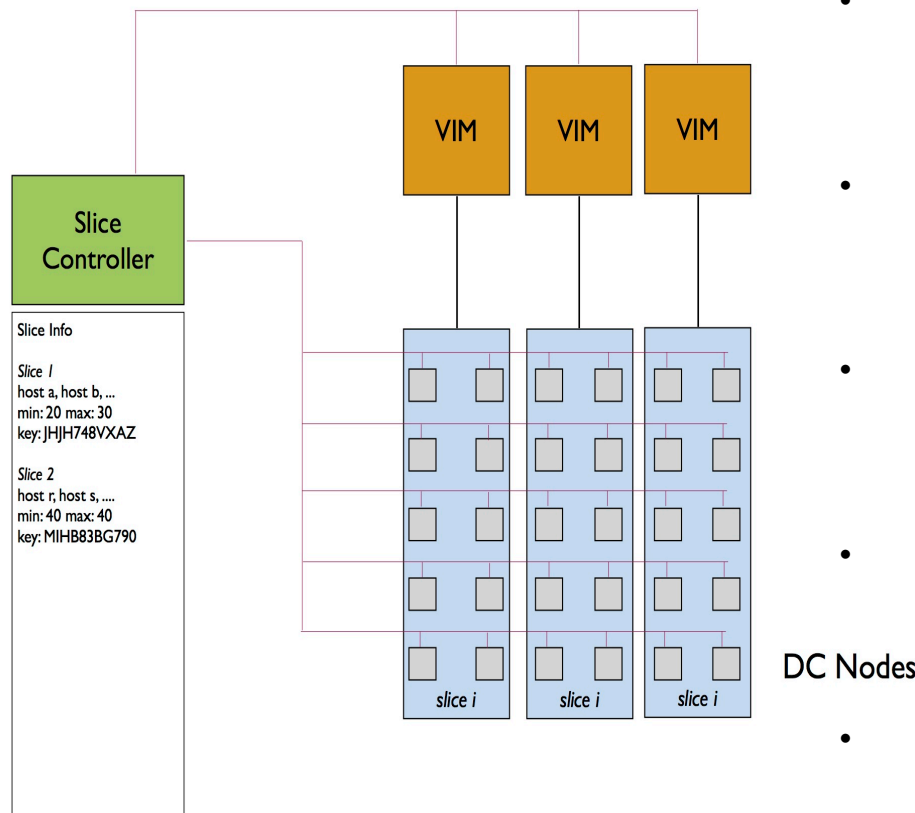 VIM
VIM
VIM
Slice
Controller
Slice Info
Slice 1
host a, host b, ...
min: 20 max: 30
key: JHJH748VXAZ
Slice 2
host r, host s, ....
min: 40 max: 40
key: MIHB83BG790
DC Nodes
slice i
slice i
slice i